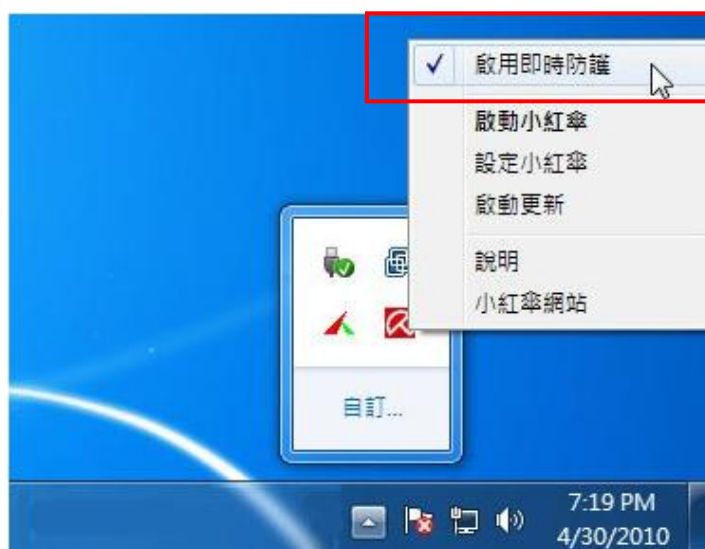 啟用即時防護
啟動小紅傘
設定小紅傘
啟動更新
說明
小紅傘網站
自訂...
7:19 PM
4/30/2010